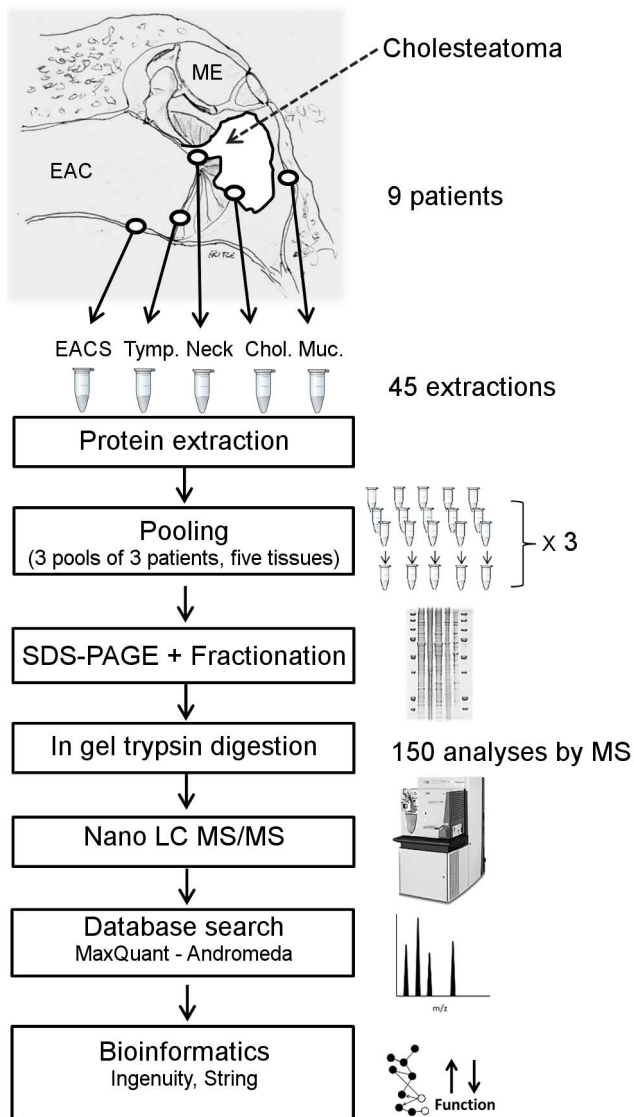 Cholesteatoma
ME
EAC
9 patients
EACS Tymp. Neck Chol. Muc.
45 extractions
Protein extraction
Pooling
(3 pools of 3 patients, five tissues)
X 3
SDS-PAGE + Fractionation
In gel trypsin digestion
150 analyses by MS
Nano LC MS/MS
Database search
MaxQuant - Andromeda
m/z
Bioinformatics
Ingenuity, String
Function